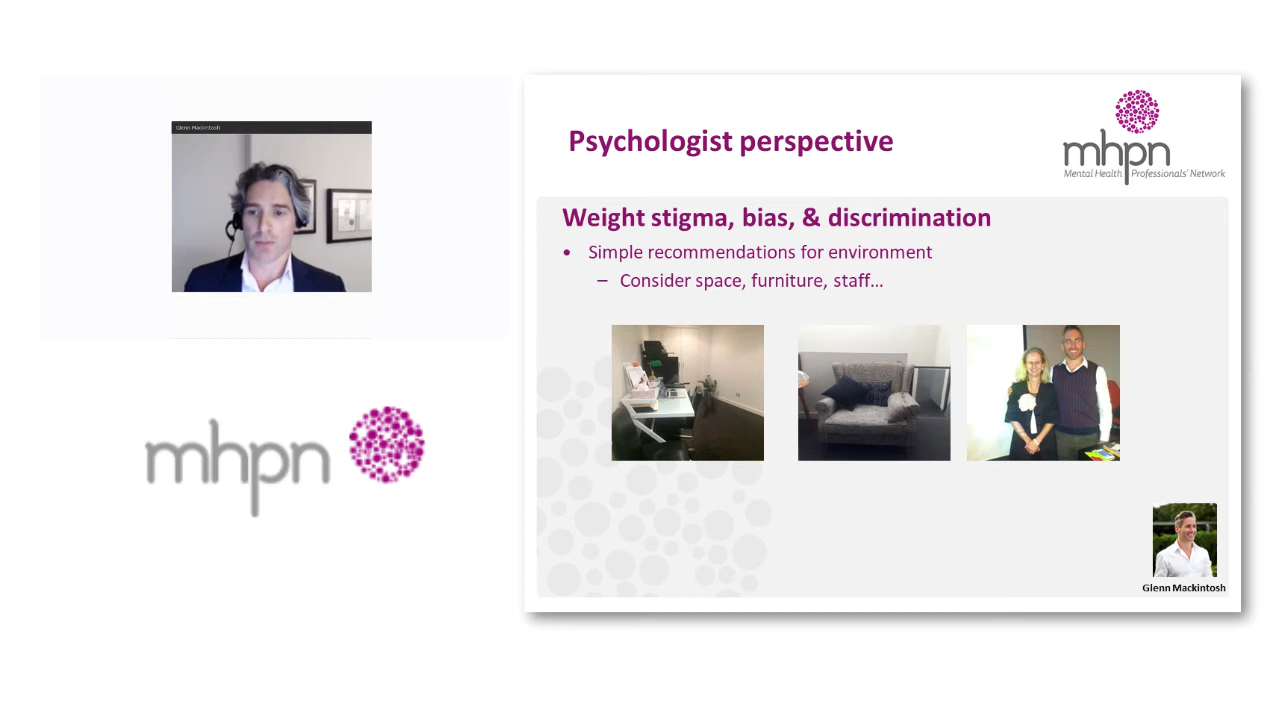 Glenn Mackintosh
mhpn
Psychologist perspective
mhpn
Mental Health Professionals' Network
Weight stigma, bias, & discrimination
• Simple recommendations for environment
– Consider space, furniture, staff…
Glenn Mackintosh